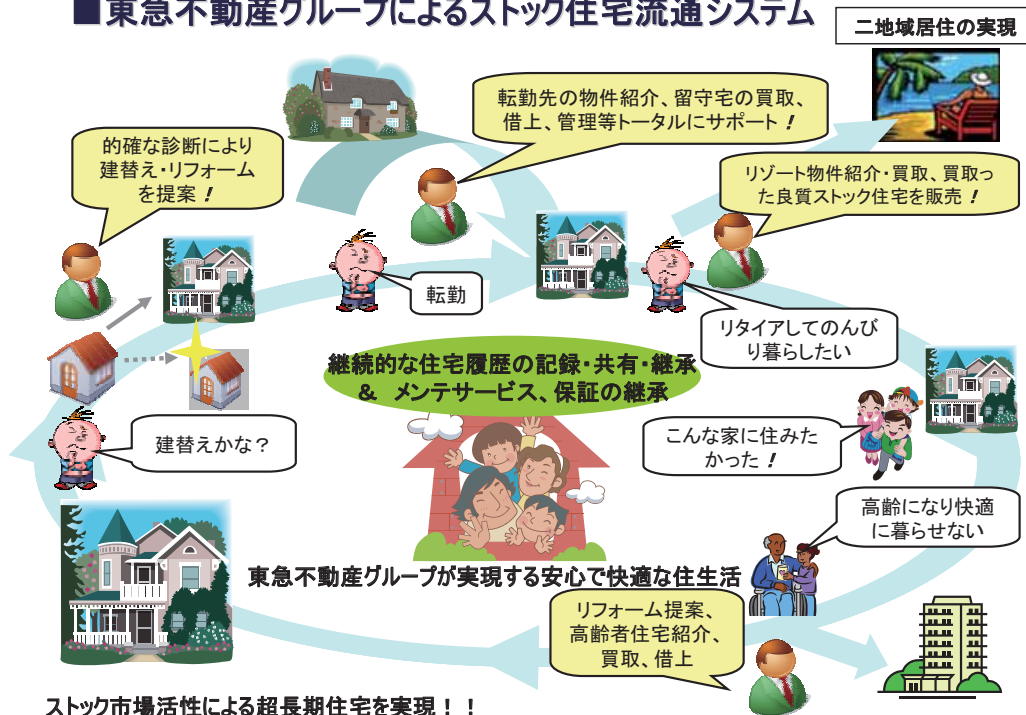 ■東急不動産グループによるストック住宅流通システム
二地域居住の実現
転勤先の物件紹介、留守宅の買取、
借上、管理等トータルにサポート！
的確な診断により
建替え・リフォーム
を提案！
リゾート物件紹介・買取、買取っ
た良質ストック住宅を販売！
転勤
リタイアしてのんび
り暮らしたい
継続的な住宅履歴の記録・共有・継承
＆ メンテサービス、保証の継承
建替えかな？
こんな家に住みた
かった！
高齢になり快適
に暮らせない
東急不動産グループが実現する安心で快適な住生活
リフォーム提案、
高齢者住宅紹介、
買取、借上
ストック市場活性による超長期住宅を実現！！